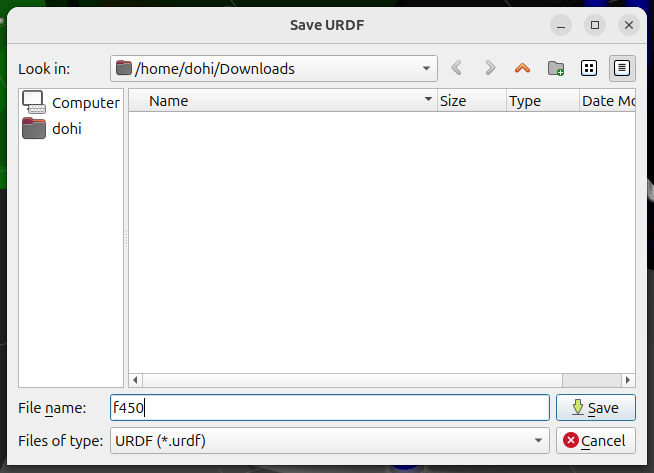 Save URDF
Look in: /home/dohi/Downloads
Computer
dohi
Name Size Type Date Mo
File name: f450 Save
Files of type: URDF (*.urdf) Cancel